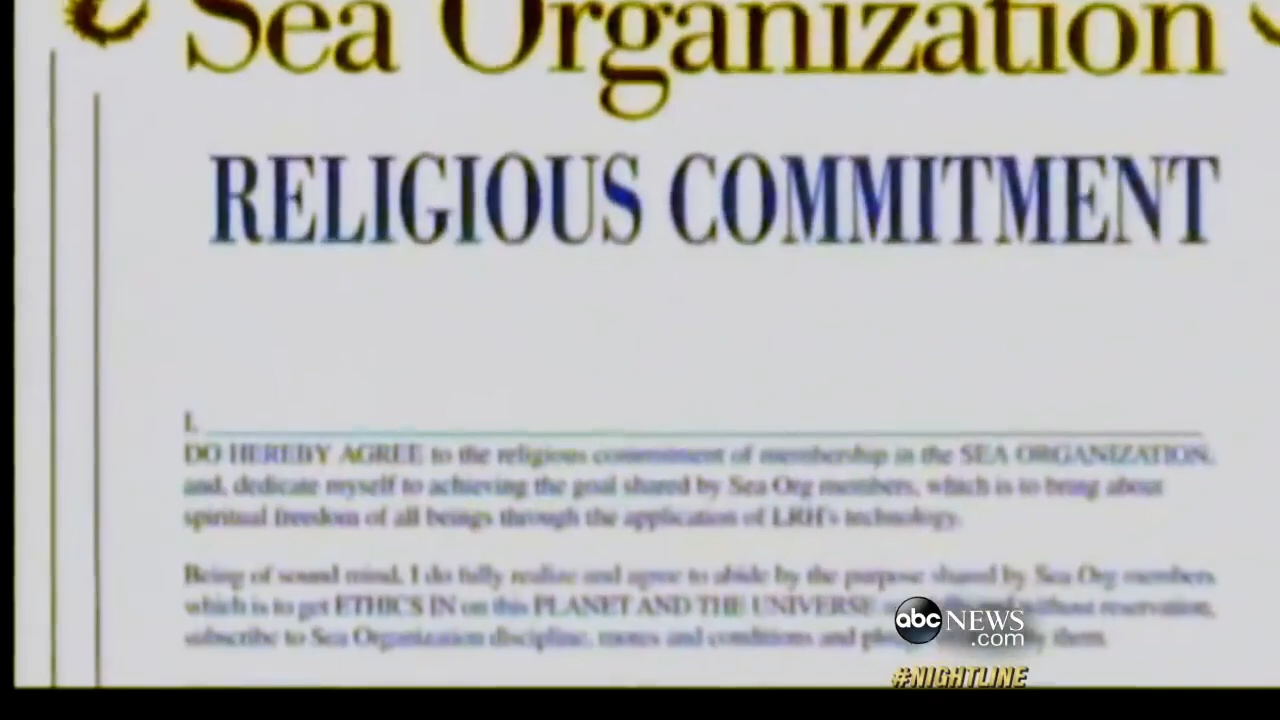 Sea Organization
RELIGIOUS COMMITMENT
I,
DO HEREBY AGREE to the religious commitment of membership in the SEA ORGANIZATION,
and, dedicate myself to achieving the goal shared by Sea Org members, which is to bring about
spiritual freedom of all beings through the application of LRH's technology.
Being of sound mind, I do fully realize and agree to abide by the purpose shared by Sea Org members
which is to get ETHICS IN on this PLANET AND THE UNIVERSE without reservation,
subscribe to Sea Organization discipline, mores and conditions and them.
abc NEWS
.com
#NIGHTLINE